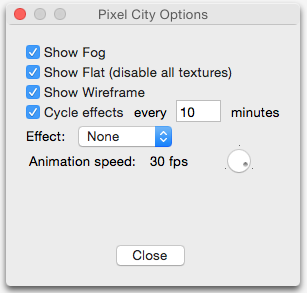 Pixel City Options
Show Fog
Show Flat (disable all textures)
Show Wireframe
Cycle effects every 10 minutes
Effect: None
Animation speed: 30 fps
Close